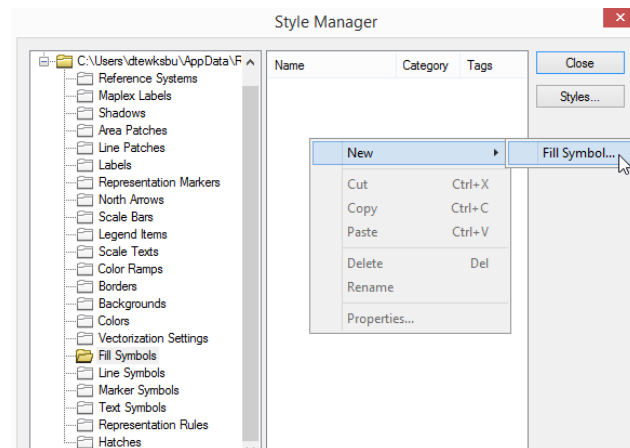 Style Manager
C:\Users\dtewksbu\AppData\R
Reference Systems
Maplex Labels
Shadows
Area Patches
Line Patches
Labels
Representation Markers
North Arrows
Scale Bars
Legend Items
Scale Texts
Color Ramps
Borders
Backgrounds
Colors
Vectorization Settings
Fill Symbols
Line Symbols
Marker Symbols
Text Symbols
Representation Rules
Hatches
Name Category Tags
New
Cut Ctrl+X
Copy Ctrl+C
Paste Ctrl+V
Delete Del
Rename
Properties...
Fill Symbol...
Close
Styles...